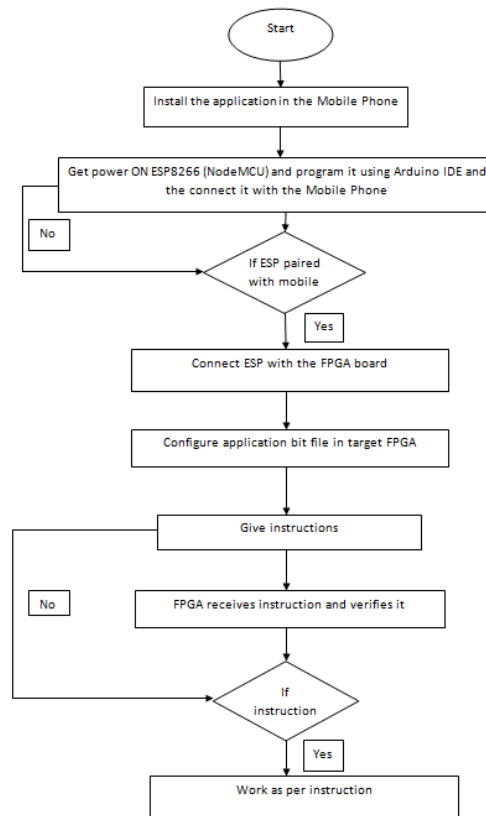 Start
Install the application in the Mobile Phone
Get power ON ESP8266 (NodeMCU) and program it using Arduino IDE and
the connect it with the Mobile Phone
No
If ESP paired
with mobile
Yes
Connect ESP with the FPGA board
Configure application bit file in target FPGA
Give instructions
No
FPGA receives instruction and verifies it
If
instruction
Yes
Work as per instruction